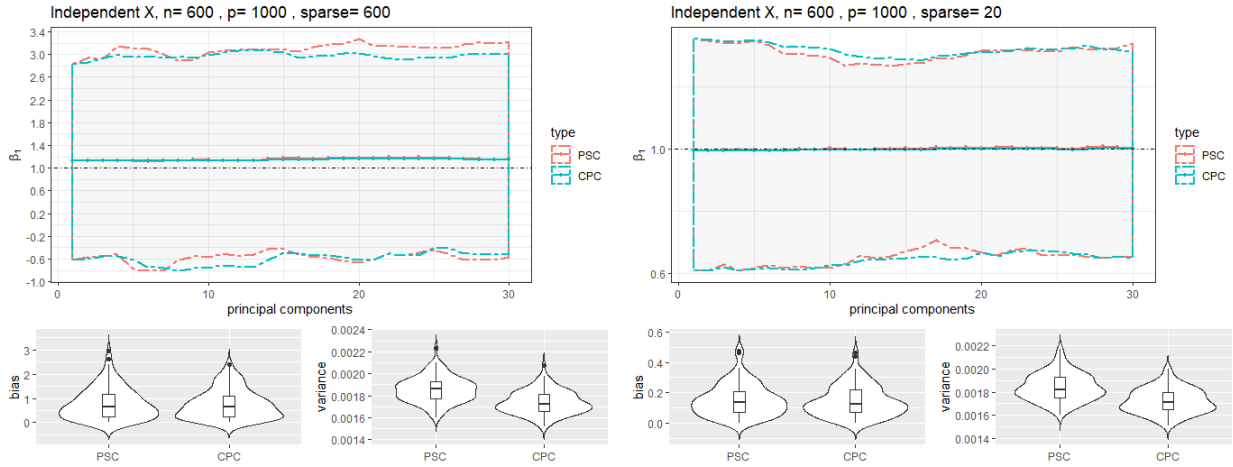 Independent X, n= 600 , p= 1000 , sparse= 600
3.4
3.0
2.6
2.2
1.8
1.4
1.0
0.6
0.2
-0.2
-0.6
-1.0
β1
0 10 20 30
principal components
type
PSC
CPC
Independent X, n= 600 , p= 1000 , sparse= 20
1.0
0.6
β1
0 10 20 30
principal components
type
PSC
CPC
bias
3
2
1
0
PSC CPC
variance
0.0024
0.0022
0.0020
0.0018
0.0016
0.0014
PSC CPC
bias
0.6
0.4
0.2
0.0
PSC CPC
variance
0.0022
0.0020
0.0018
0.0016
0.0014
PSC CPC